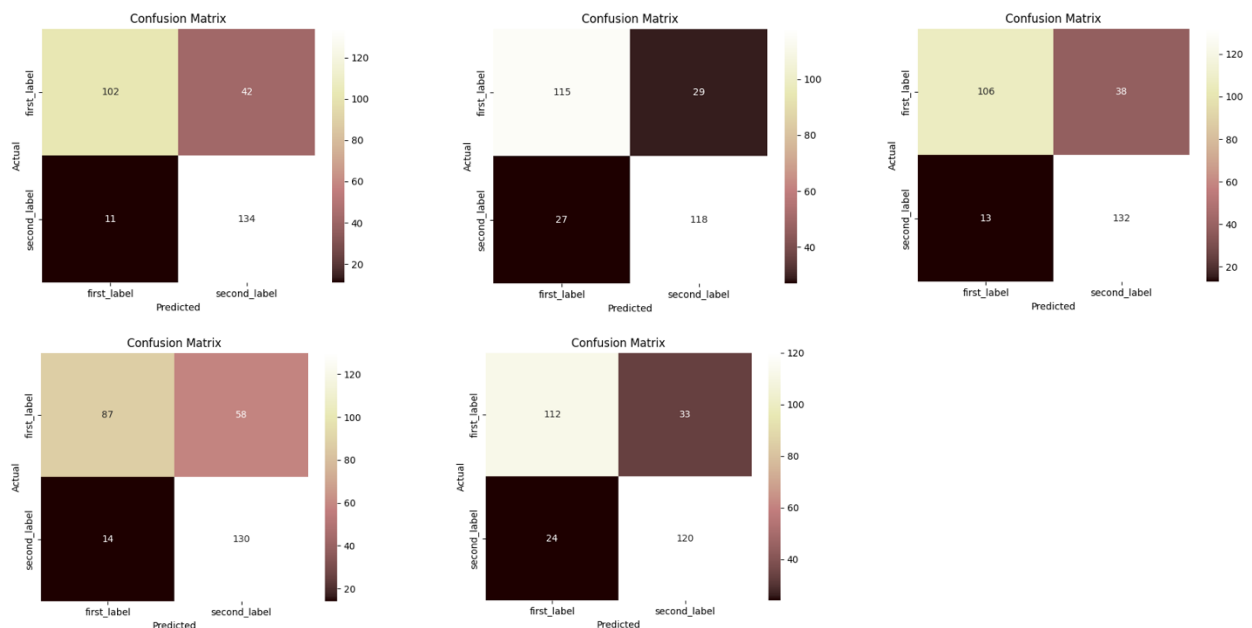 Confusion Matrix
first_label
second_label
Actual
102 42
11 134
first_label second_label
Predicted
120
100
80
60
40
20
Confusion Matrix
first_label
second_label
Actual
115 29
27 118
first_label second_label
Predicted
100
80
60
40
Confusion Matrix
first_label
second_label
Actual
106 38
13 132
first_label second_label
Predicted
120
100
80
60
40
20
Confusion Matrix
first_label
second_label
Actual
87 58
14 130
first_label second_label
Predicted
120
100
80
60
40
20
Confusion Matrix
first_label
second_label
Actual
112 33
24 120
first_label second_label
Predicted
120
100
80
60
40